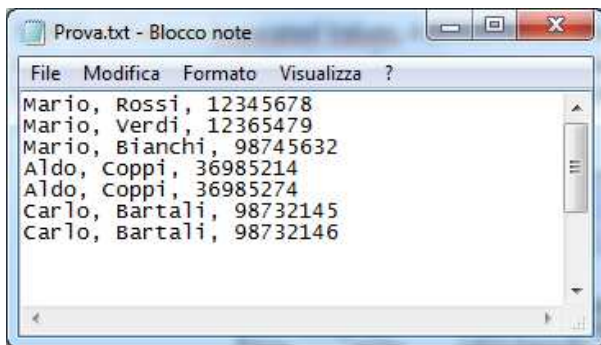 Prova.txt - Blocco note
File Modifica Formato Visualizza ?
Mario, Rossi, 12345678
Mario, Verdi, 12365479
Mario, Bianchi, 98745632
Aldo, Coppi, 36985214
Aldo, Coppi, 36985274
Carlo, Bartali, 98732145
Carlo, Bartali, 98732146